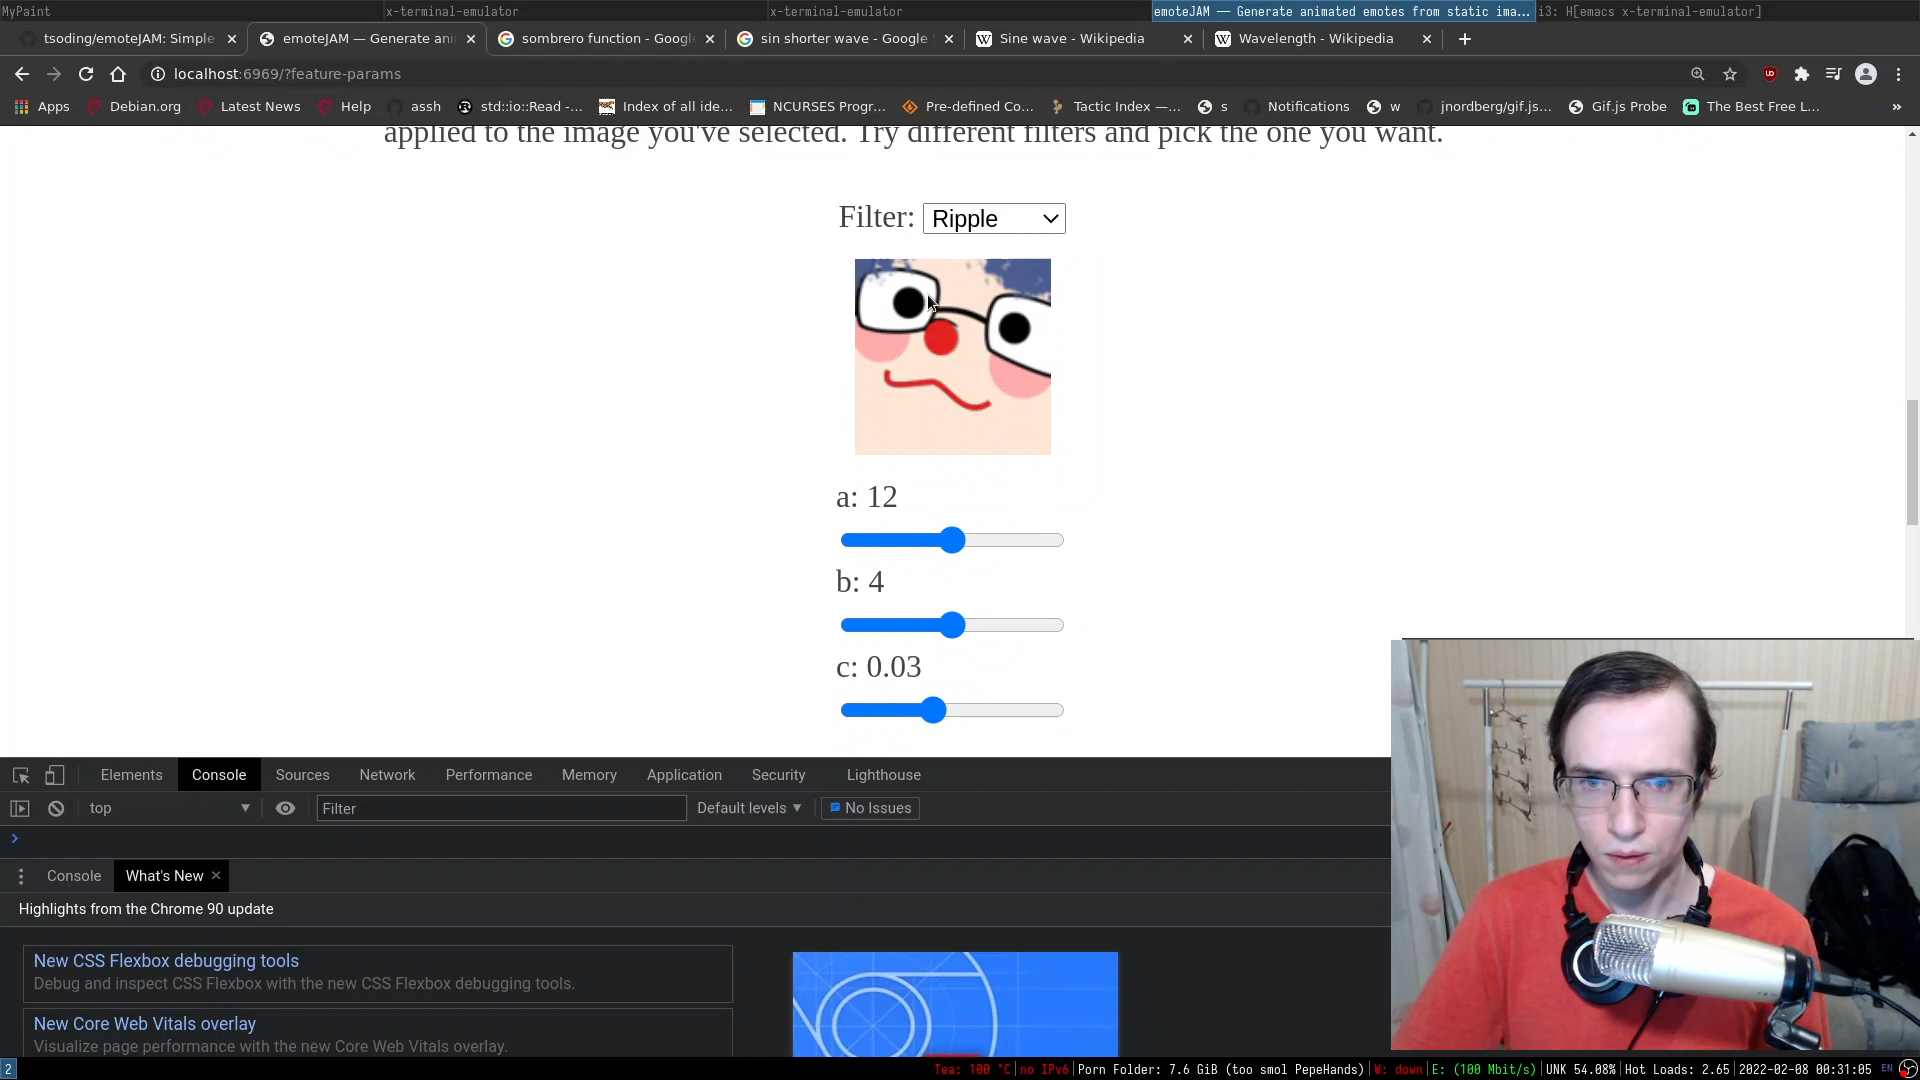 MyPaint
x-terminal-emulator
x-terminal-emulator
emoteJAM — Generate animated emotes from static ima...
i3: H[emacs x-terminal-emulator]
tsoding/emoteJAM: Simple
emoteJAM — Generate ani
sombrero function - Googl
sin shorter wave - Google
Sine wave - Wikipedia
Wavelength - Wikipedia
localhost:6969/?feature-params
Apps
Debian.org
Latest News
Help
assh
std::io::Read -...
Index of all ide...
NCURSES Progr...
Pre-defined Co...
Tactic Index —...
s
Notifications
w
jnordberg/gif.js...
Gif.js Probe
The Best Free L...
»
applied to the image you've selected. Try different filters and pick the one you want.
Filter: Ripple
a: 12
b: 4
c: 0.03
Elements
Console
Sources
Network
Performance
Memory
Application
Security
Lighthouse
top
Filter
Default levels
No Issues
Console
What's New
Highlights from the Chrome 90 update
New CSS Flexbox debugging tools
Debug and inspect CSS Flexbox with the new CSS Flexbox debugging tools.
New Core Web Vitals overlay
Visualize page performance with the new Core Web Vitals overlay.
2
Tea: 100 °C|no IPv6|Porn Folder: 7.6 GiB (too smol PepeHands)|W: down|E: (100 Mbit/s)|UNK 54.08%|Hot Loads: 2.65|2022-02-08 00:31:05
EN